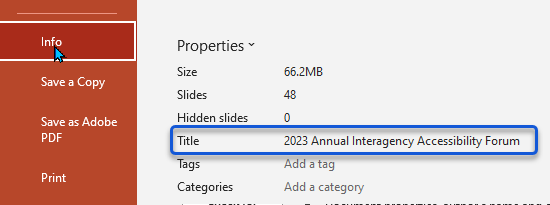 Info
Save a Copy
Save as Adobe
PDF
Print
Properties
Size 66.2MB
Slides 48
Hidden slides 0
Title 2023 Annual Interagency Accessibility Forum
Tags Add a tag
Categories Add a category